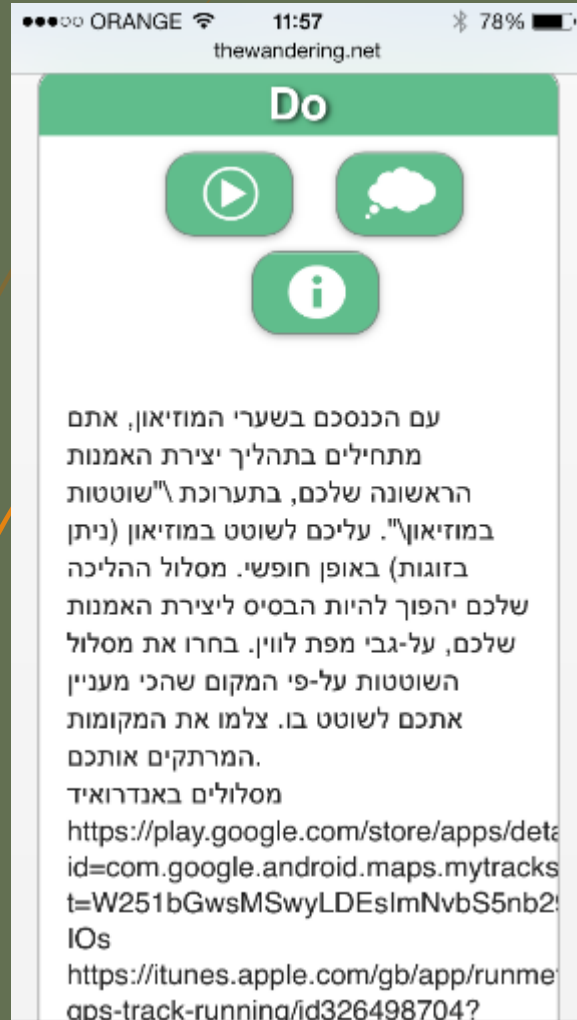 ORANGE 11:57 78%
thewandering.net
Do
עם הכנסכם בשערי המוזיאון, אתם
מתחילים בתהליך יצירת האמנות
הראשונה שלכם, בתערוכת \"שוטטות
במוזיאון\". עליכם לשוטט במוזיאון (ניתן
בזוגות) באופן חופשי. מסלול ההליכה
שלכם יהפוך להיות הבסיס ליצירת האמנות
שלכם, על-גבי מפת לווין. בחרו את מסלול
השוטטות על-פי המקום שהכי מעניין
אתכם לשוטט בו. צלמו את המקומות
המרתקים אותכם.
מסלולים באנדרואיד
https://play.google.com/store/apps/deta
id=com.google.android.maps.mytracks
t=W251bGwsMSwyLDEsImNvbS5nb29
IOs
https://itunes.apple.com/gb/app/runme
gps-track-running/id326498704?